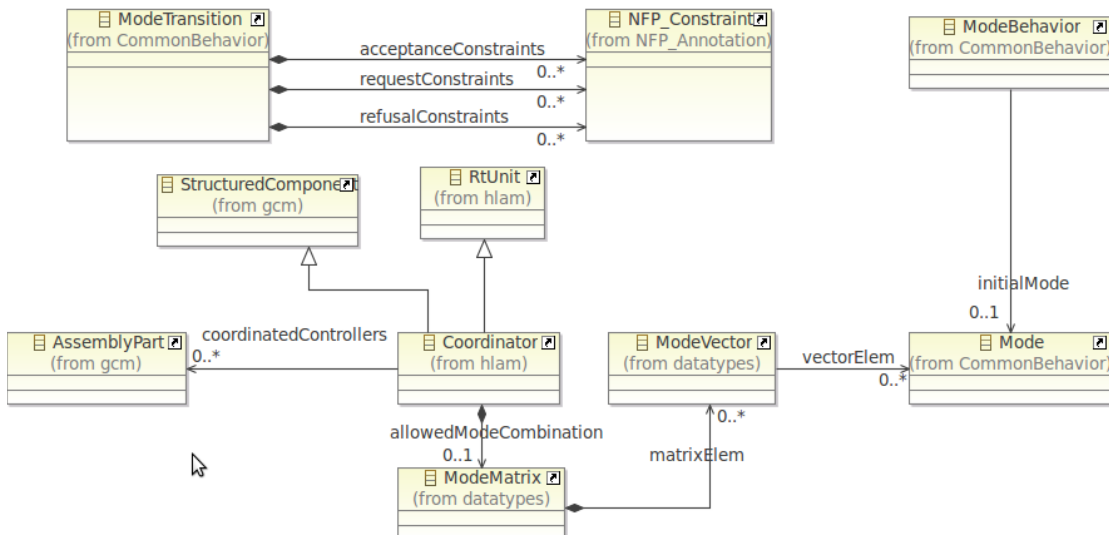 ModeTransition
(from CommonBehavior)
NFP_Constraint
(from NFP_Annotation)
ModeBehavior
(from CommonBehavior)
acceptanceConstraints
0..*
requestConstraints
0..*
refusalConstraints
0..*
StructuredComponent
(from gcm)
RtUnit
(from hlam)
initialMode
0..1
AssemblyPart
(from gcm)
coordinatedControllers
0..*
Coordinator
(from hlam)
ModeVector
(from datatypes)
vectorElem
0..*
Mode
(from CommonBehavior)
allowedModeCombination
0..1
0..*
matrixElem
ModeMatrix
(from datatypes)